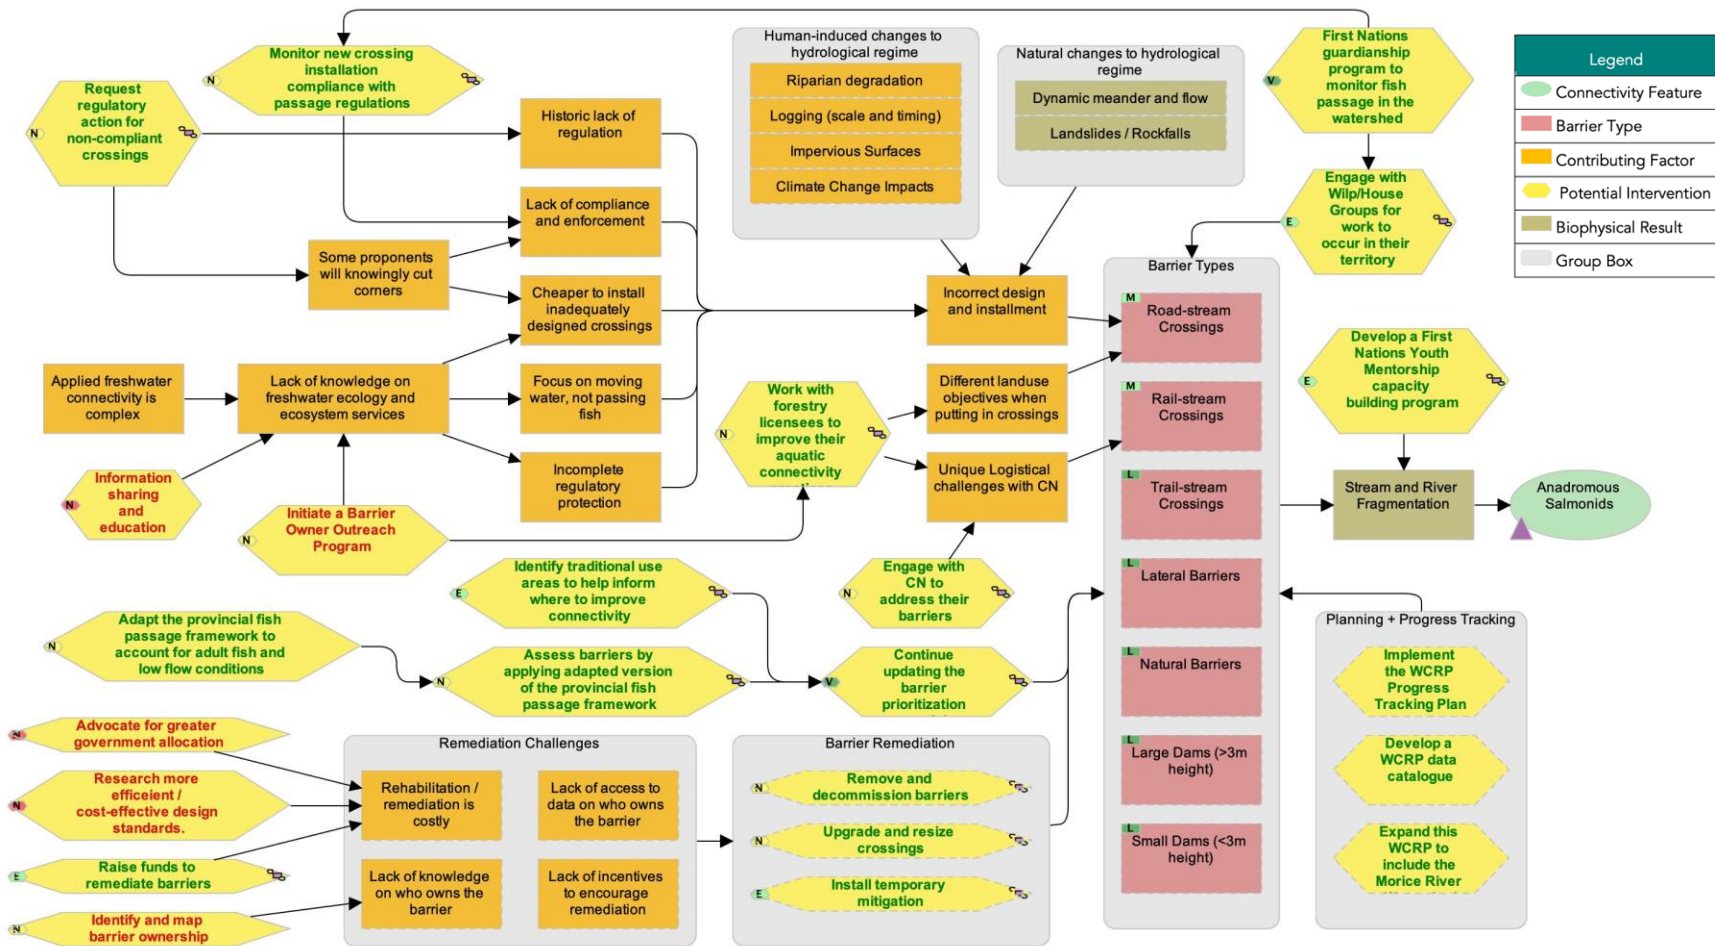 Monitor new crossing
installation
compliance with
passage regulations
N
Request
regulatory
action for
non-compliant
crossings
N
Historic lack of
regulation
Lack of compliance
and enforcement
Some proponents
will knowingly cut
corners
Cheaper to install
inadequately
designed crossings
Applied freshwater
connectivity is
complex
Lack of knowledge on
freshwater ecology and
ecosystem services
Focus on moving
water, not passing
fish
Incomplete
regulatory
protection
Information
sharing
and
education
N
Initiate a Barrier
Owner Outreach
Program
N
Human-induced changes to
hydrological regime
Riparian degradation
Logging (scale and timing)
Impervious Surfaces
Climate Change Impacts
Natural changes to hydrological
regime
Dynamic meander and flow
Landslides / Rockfalls
First Nations
guardianship
program to
monitor fish
passage in the
watershed
V
Engage with
Wilp/House
Groups for
work to
occur in their
territory
E
Legend
Connectivity Feature
Barrier Type
Contributing Factor
Potential Intervention
Biophysical Result
Group Box
Incorrect design
and installment
Work with
forestry
licensees to
improve their
aquatic
connectivity
N
Different landuse
objectives when
putting in crossings
Unique Logistical
challenges with CN
Engage with
CN to
address their
barriers
N
Barrier Types
M
Road-stream
Crossings
M
Rail-stream
Crossings
L
Trail-stream
Crossings
L
Lateral Barriers
L
Natural Barriers
L
Large Dams (>3m
height)
L
Small Dams (<3m
height)
Develop a First
Nations Youth
Mentorship
capacity
building program
E
Stream and River
Fragmentation
Anadromous
Salmonids
Identify traditional use
areas to help inform
where to improve
connectivity
E
Adapt the provincial fish
passage framework to
account for adult fish and
low flow conditions
N
Assess barriers by
applying adapted version
of the provincial fish
passage framework
N
Continue
updating the
barrier
prioritization
V
Advocate for greater
government allocation
N
Research more
efficeient /
cost-effective design
standards.
N
Raise funds to
remediate barriers
E
Identify and map
barrier ownership
N
Remediation Challenges
Rehabilitation /
remediation is
costly
Lack of access to
data on who owns
the barrier
Lack of knowledge
on who owns the
barrier
Lack of incentives
to encourage
remediation
Barrier Remediation
Remove and
decommission barriers
N
Upgrade and resize
crossings
N
Install temporary
mitigation
E
Planning + Progress Tracking
Implement
the WCRP
Progress
Tracking Plan
Develop a
WCRP data
catalogue
Expand this
WCRP to
include the
Morice River